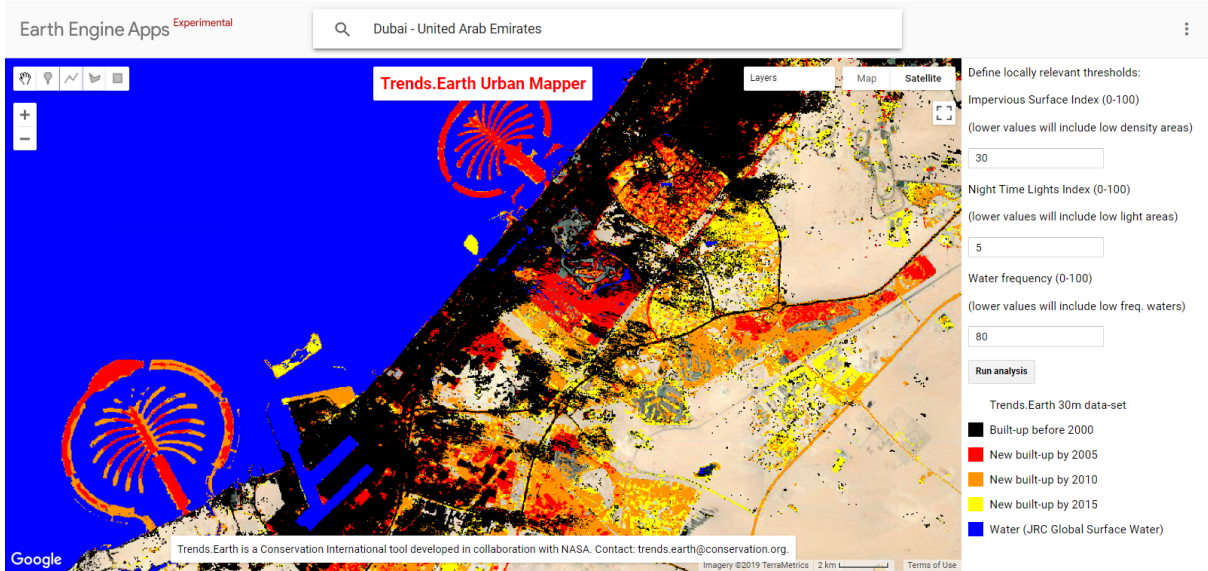 Earth Engine Apps Experimental
Dubai - United Arab Emirates
Trends.Earth Urban Mapper
Layers
Map
Satellite
+
−
Define locally relevant thresholds:
Impervious Surface Index (0-100)
(lower values will include low density areas)
30
Night Time Lights Index (0-100)
(lower values will include low light areas)
5
Water frequency (0-100)
(lower values will include low freq. waters)
80
Run analysis
Trends.Earth 30m data-set
Built-up before 2000
New built-up by 2005
New built-up by 2010
New built-up by 2015
Water (JRC Global Surface Water)
Trends.Earth is a Conservation International tool developed in collaboration with NASA. Contact: trends.earth@conservation.org.
Google
Imagery ©2019 TerraMetrics
2 km
Terms of Use